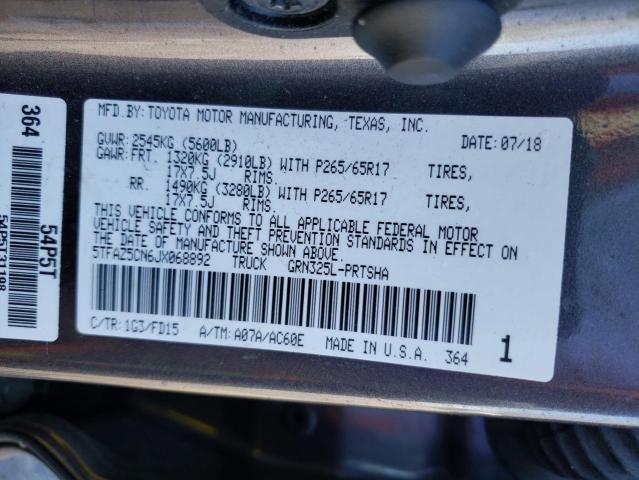 MFD.BY:TOYOTA MOTOR MANUFACTURING, TEXAS, INC.
GVWR: 2545KG (5600LB) DATE: 07/18
GAWR: FRT. 1320KG (2910LB) WITH P265/65R17 TIRES,
17X7.5J RIMS.
RR. 1490KG (3280LB) WITH P265/65R17 TIRES,
17X7.5J RIMS.
THIS VEHICLE CONFORMS TO ALL APPLICABLE FEDERAL MOTOR
VEHICLE SAFETY AND THEFT PREVENTION STANDARDS IN EFFECT ON
THE DATE OF MANUFACTURE SHOWN ABOVE.
5TFAZ5CN6JX068892 TRUCK GRN325L-PRTSHA
C/TR: 1G3/FD15 A/TM: A07A/AC60E MADE IN U.S.A. 364 1
364
54P5T
54P5T31188